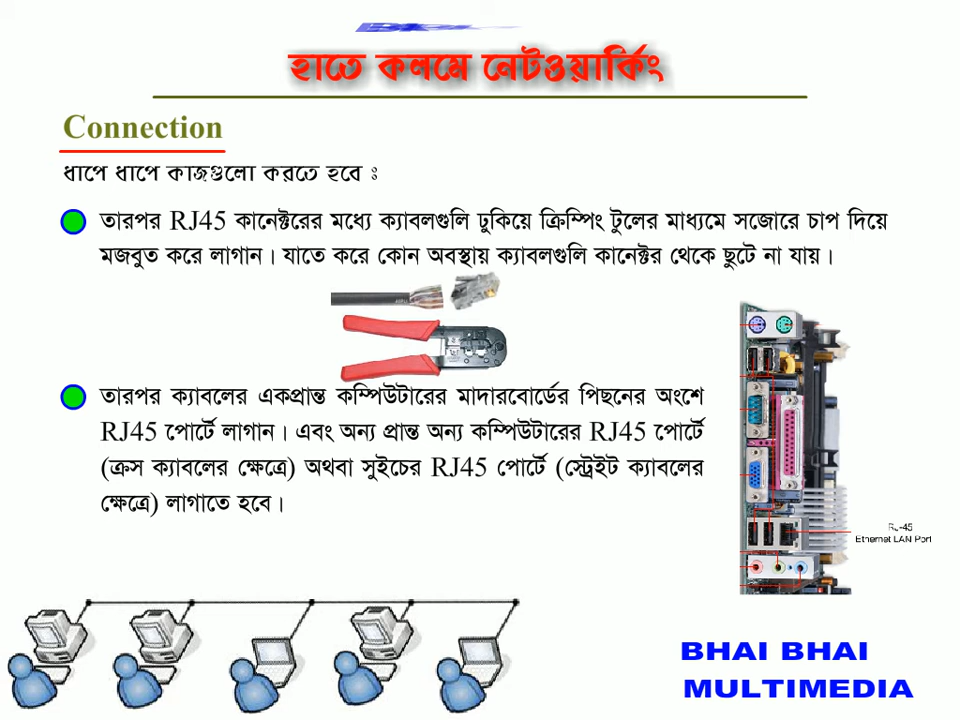 হাতে কলমে নেটওয়ার্কিং
Connection
ধাপে ধাপে কাজগুলো করতে হবে ঃ
তারপর RJ45 কানেক্টরের মধ্যে ক্যাবলগুলি ঢুকিয়ে ক্রিম্পিং টুলের মাধ্যমে সজোরে চাপ দিয়ে
মজবুত করে লাগান। যাতে করে কোন অবস্থায় ক্যাবলগুলি কানেক্টর থেকে ছুটে না যায়।
তারপর ক্যাবলের একপ্রান্ত কম্পিউটারের মাদারবোর্ডের পিছনের অংশে
RJ45 পোর্টে লাগান। এবং অন্য প্রান্ত অন্য কম্পিউটারের RJ45 পোর্টে
(ক্রস ক্যাবলের ক্ষেত্রে) অথবা সুইচের RJ45 পোর্টে (স্ট্রেইট ক্যাবলের
ক্ষেত্রে) লাগাতে হবে।
RJ-45
Ethernet LAN Port
BHAI BHAI
MULTIMEDIA